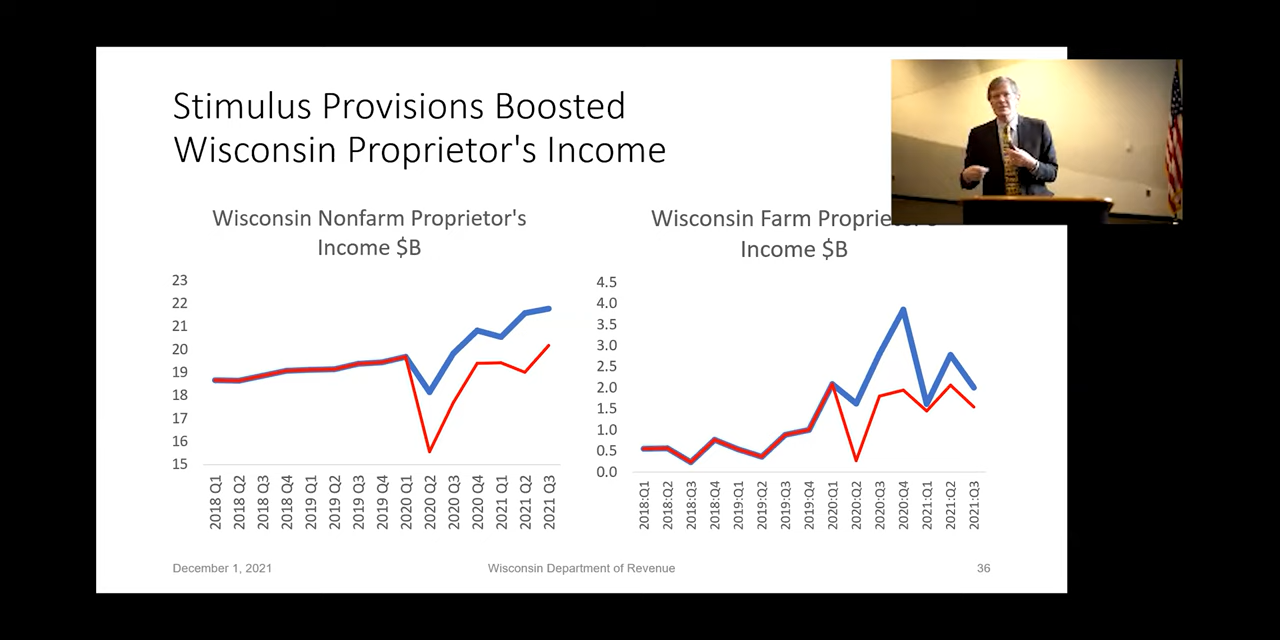 Stimulus Provisions Boosted
Wisconsin Proprietor's Income
Wisconsin Nonfarm Proprietor's
Income $B
23
22
21
20
19
18
17
16
15
2018 Q1
2018 Q2
2018 Q3
2018 Q4
2019 Q1
2019 Q2
2019 Q3
2019 Q4
2020 Q1
2020 Q2
2020 Q3
2020 Q4
2021 Q1
2021 Q2
2021 Q3
Wisconsin Farm
Income $B
4.5
4.0
3.5
3.0
2.5
2.0
1.5
1.0
0.5
0.0
2018:Q1
2018:Q2
2018:Q3
2018:Q4
2019:Q1
2019:Q2
2019:Q3
2019:Q4
2020:Q1
2020:Q2
2020:Q3
2020:Q4
2021:Q1
2021:Q2
2021:Q3
December 1, 2021
Wisconsin Department of Revenue
36